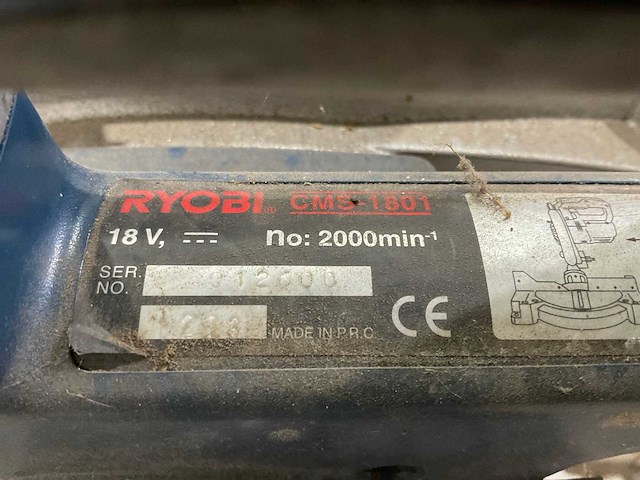 RYOBI® CMS-1801
18 V, no: 2000min-1
SER. NO.
MADE IN P.R.C.
CE